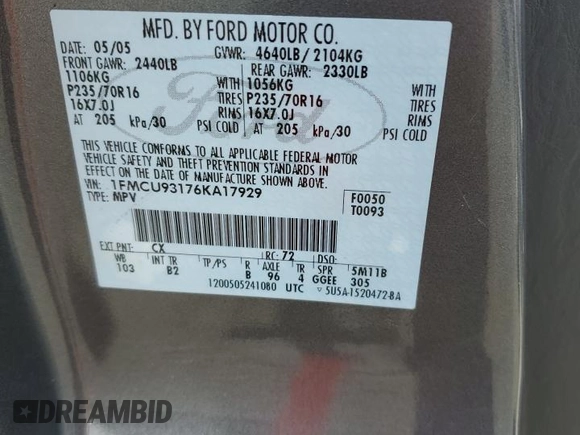 MFD. BY FORD MOTOR CO.
DATE: 05/05 GVWR: 4640LB/ 2104KG
FRONT GAWR: 2440LB REAR GAWR: 2330LB
1106KG WITH 1056KG WITH
P235/70R16 TIRES P235/70R16 TIRES
16X7.0J RIMS 16X7.0J RIMS
AT 205 kPa/30 PSI COLD AT 205 kPa/30 PSI COLD
THIS VEHICLE CONFORMS TO ALL APPLICABLE FEDERAL MOTOR
VEHICLE SAFETY AND THEFT PREVENTION STANDARDS IN
EFFECT ON THE DATE OF MANUFACTURE SHOWN ABOVE.
VIN: 1FMCU93176KA17929 F0050
TYPE: MPV T0093
EXT PNT: CX RC: 72 DSO:
WB INT TR TP/PS R AXLE TR SPR 5M11B
103 B2 B 96 4 GGEE 305
1200505241080 UTC 5U5A-1520472-BA
Ford
DREAMBID